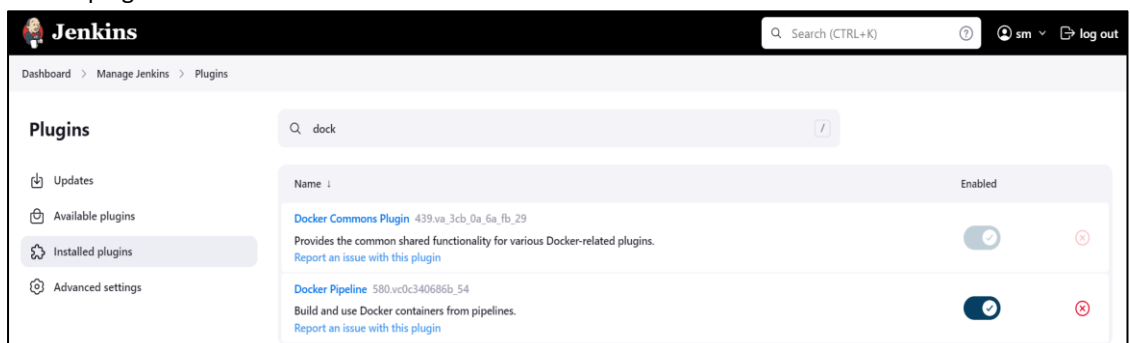 Jenkins
Search (CTRL+K)
sm
log out
Dashboard > Manage Jenkins > Plugins
Plugins
dock
/
Updates
Available plugins
Installed plugins
Advanced settings
Name ↓
Enabled
Docker Commons Plugin 439.va_3cb_0a_6a_fb_29
Provides the common shared functionality for various Docker-related plugins.
Report an issue with this plugin
Docker Pipeline 580.vc0c340686b_54
Build and use Docker containers from pipelines.
Report an issue with this plugin